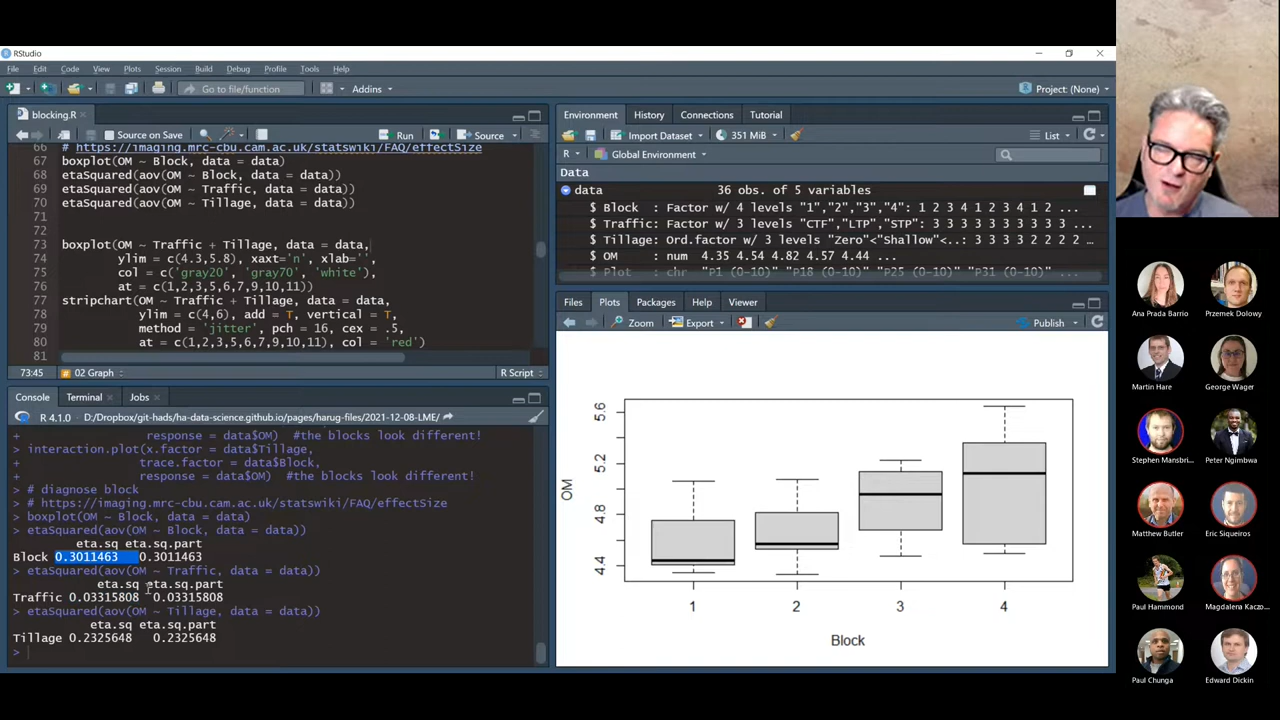 RStudio
File Edit Code View Plots Session Build Debug Profile Tools Help
Go to file/function
Addins
Project: (None)
blocking.R
Source on Save
Run
Source
66 # https://imaging.mrc-cbu.cam.ac.uk/statswiki/FAQ/effectSize
67 boxplot(OM ~ Block, data = data)
68 etaSquared(aov(OM ~ Block, data = data))
69 etaSquared(aov(OM ~ Traffic, data = data))
70 etaSquared(aov(OM ~ Tillage, data = data))
71
72
73 boxplot(OM ~ Traffic + Tillage, data = data,
74 ylim = c(4.3,5.8), xaxt='n', xlab='',
75 col = c('gray20', 'gray70', 'white'),
76 at = c(1,2,3,5,6,7,9,10,11))
77 stripchart(OM ~ Traffic + Tillage, data = data,
78 ylim = c(4,6), add = T, vertical = T,
79 method = 'jitter', pch = 16, cex = .5,
80 at = c(1,2,3,5,6,7,9,10,11), col = 'red')
81
73:45 # 02 Graph R Script
Console Terminal Jobs
R 4.1.0 . D:/Dropbox/git-hads/ha-data-science.github.io/pages/harug-files/2021-12-08-LME/
+ response = data$OM) #the blocks look different!
> interaction.plot(x.factor = data$Tillage,
+ trace.factor = data$Block,
+ response = data$OM) #the blocks look different!
> # diagnose block
> # https://imaging.mrc-cbu.cam.ac.uk/statswiki/FAQ/effectSize
> boxplot(OM ~ Block, data = data)
> etaSquared(aov(OM ~ Block, data = data))
eta.sq eta.sq.part
Block 0.3011463 0.3011463
> etaSquared(aov(OM ~ Traffic, data = data))
eta.sq eta.sq.part
Traffic 0.03315808 0.03315808
> etaSquared(aov(OM ~ Tillage, data = data))
eta.sq eta.sq.part
Tillage 0.2325648 0.2325648
>
Environment History Connections Tutorial
Import Dataset 351 MiB List
R Global Environment
Data
data 36 obs. of 5 variables
$ Block : Factor w/ 4 levels "1","2","3","4": 1 2 3 4 1 2 3 4 1 2 ...
$ Traffic: Factor w/ 3 levels "CTF","LTP","STP": 3 3 3 3 3 3 3 3 3 3 ...
$ Tillage: Ord.factor w/ 3 levels "Zero"<"Shallow"<..: 3 3 3 3 2 2 2 2 ...
$ OM : num 4.35 4.54 4.82 4.57 4.44 ...
$ Plot : chr "P1 (0-10)" "P18 (0-10)" "P25 (0-10)" "P31 (0-10)" ...
Files Plots Packages Help Viewer
Zoom Export Publish
5.6
5.2
4.8
4.4
OM
1 2 3 4
Block
Ana Prada Barrio
Przemek Dolowy
Martin Hare
George Wager
Stephen Mansbri...
Peter Ngimbwa
Matthew Butler
Eric Siqueiros
Paul Hammond
Magdalena Kaczo...
Paul Chunga
Edward Dickin